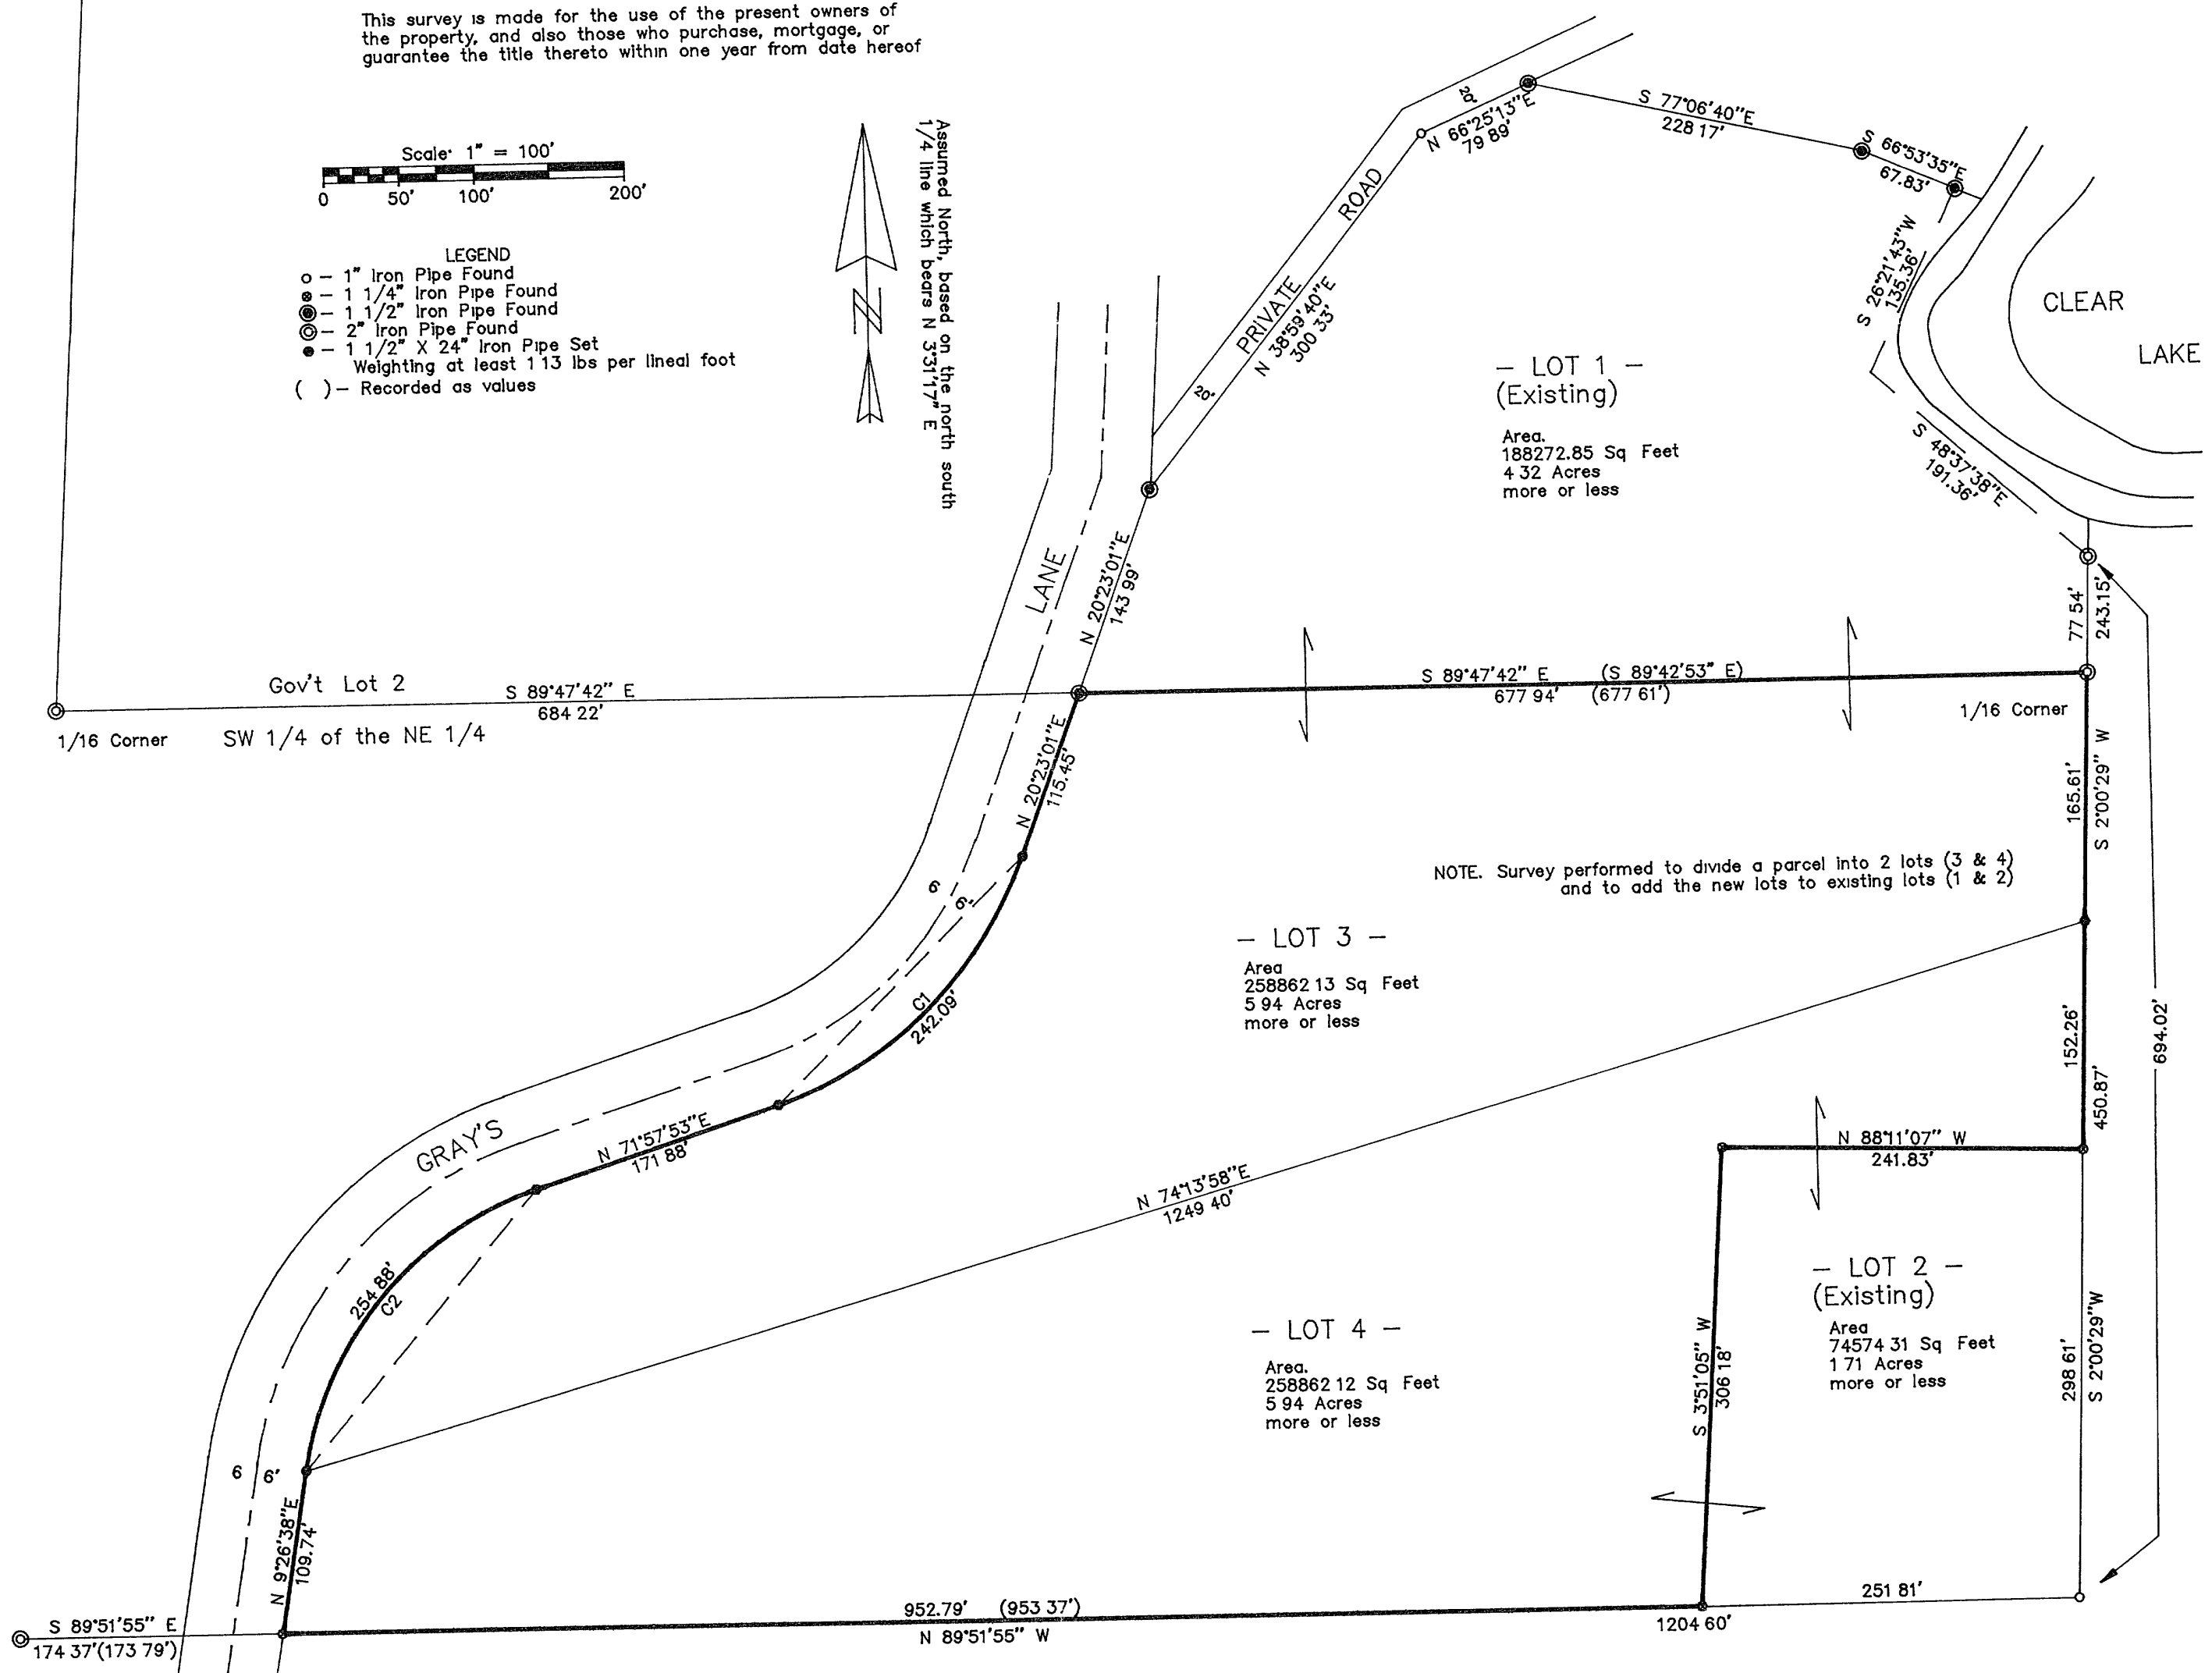 This survey is made for the use of the present owners of
the property, and also those who purchase, mortgage, or
guarantee the title thereto within one year from date hereof
Scale· 1" = 100'
0 50' 100' 200'
LEGEND
– 1" Iron Pipe Found
– 1 1/4" Iron Pipe Found
– 1 1/2" Iron Pipe Found
– 2" Iron Pipe Found
– 1 1/2" X 24" Iron Pipe Set
Weighting at least 1 13 lbs per lineal foot
( ) – Recorded as values
Assumed North, based on the north south
1/4 line which bears N 3°31'17" E
N
20'
N 66°25'13"E
79 89'
S 77°06'40"E
228 17'
S 66°53'35"E
67.83'
S 26°21'43"W
135.36'
CLEAR
LAKE
PRIVATE ROAD
N 38°59'40"E
300 33'
20'
– LOT 1 –
(Existing)
Area.
188272.85 Sq Feet
4 32 Acres
more or less
S 48°37'38"E
191.36'
LANE
N 20°23'01"E
143 99'
77 54'
243.15'
Gov't Lot 2
S 89°47'42" E
684 22'
S 89°47'42" E (S 89°42'53" E)
677 94' (677 61')
1/16 Corner
1/16 Corner
SW 1/4 of the NE 1/4
N 20°23'01"E
115.45'
165.61'
S 2°00'29" W
NOTE. Survey performed to divide a parcel into 2 lots (3 & 4)
and to add the new lots to existing lots (1 & 2)
6
6'
– LOT 3 –
Area
258862 13 Sq Feet
5 94 Acres
more or less
C1
242.09'
152.26'
450.87'
694.02'
GRAY'S
N 71°57'53"E
171 88'
N 88°11'07" W
241.83'
N 74°13'58"E
1249 40'
254 88'
C2
– LOT 2 –
(Existing)
Area
74574 31 Sq Feet
1 71 Acres
more or less
– LOT 4 –
Area.
258862 12 Sq Feet
5 94 Acres
more or less
S 3°51'05" W
306 18'
298 61'
S 2°00'29"W
6
6'
N 9°26'38"E
109.74'
S 89°51'55" E
174 37'(173 79')
952.79' (953 37')
N 89°51'55" W
251 81'
1204 60'